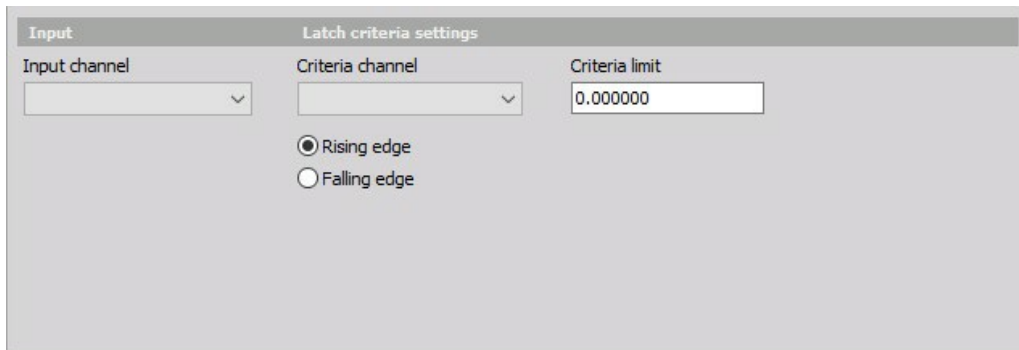 Input Latch criteria settings
Input channel Criteria channel Criteria limit
0.000000
Rising edge
Falling edge